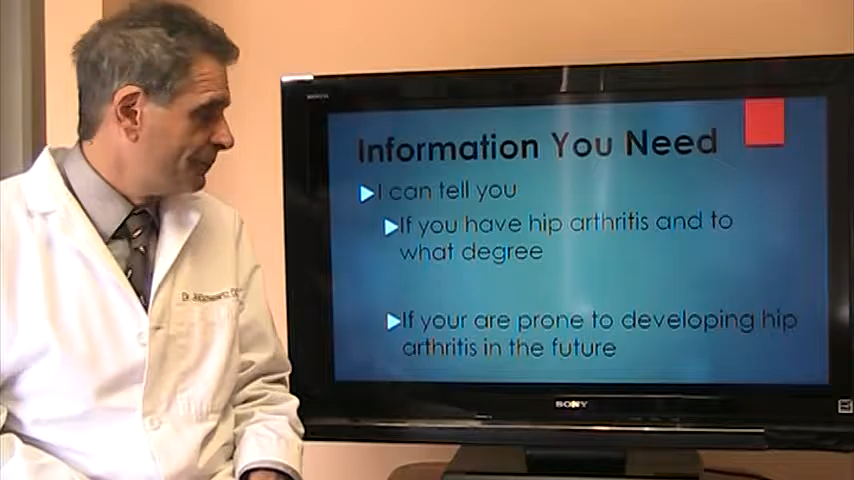 Information You Need
I can tell you
If you have hip arthritis and to
what degree
If your are prone to developing hip
arthritis in the future
SONY
Dr.